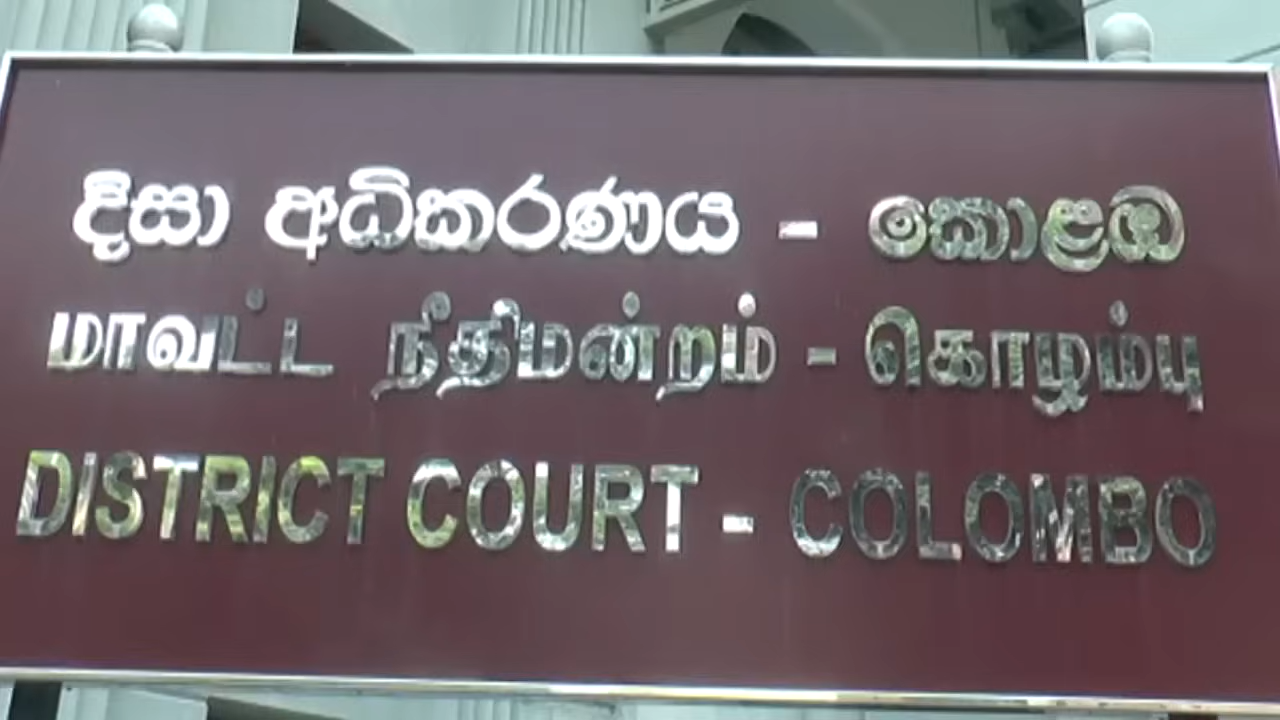 දිසා අධිකරණය - කොළඹ
மாவட்ட நீதிமன்றம் - கொழும்பு
DISTRICT COURT - COLOMBO